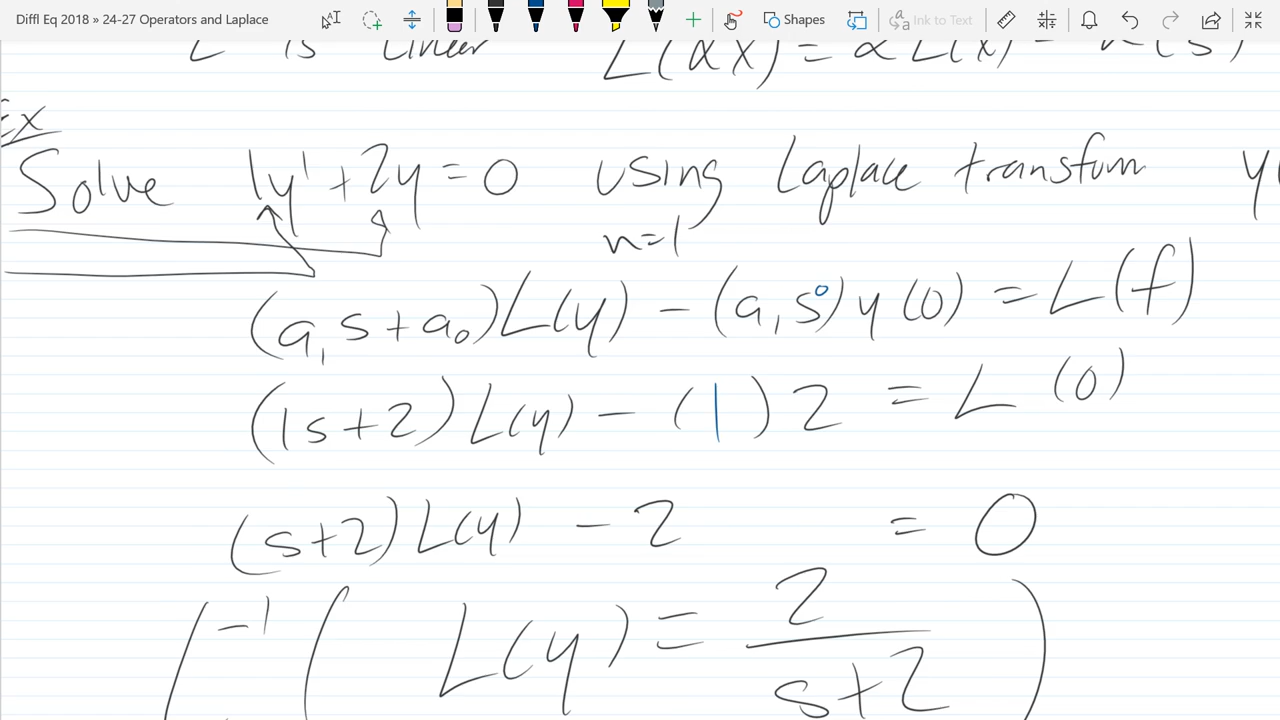 Diffl Eq 2018 » 24-27 Operators and Laplace
Shapes
Ink to Text
L is Linear L(αx) = αL(x)
Ex
Solve 1y' + 2y = 0 using Laplace transform y(
n=1
(a₁s + a₀)L(y) - (a₁s⁰)y(0) = L(f)
(1s+2)L(y) - (1)2 = L(0)
(s+2)L(y) - 2 = 0
L⁻¹( L(y) = 2/(s+2) )